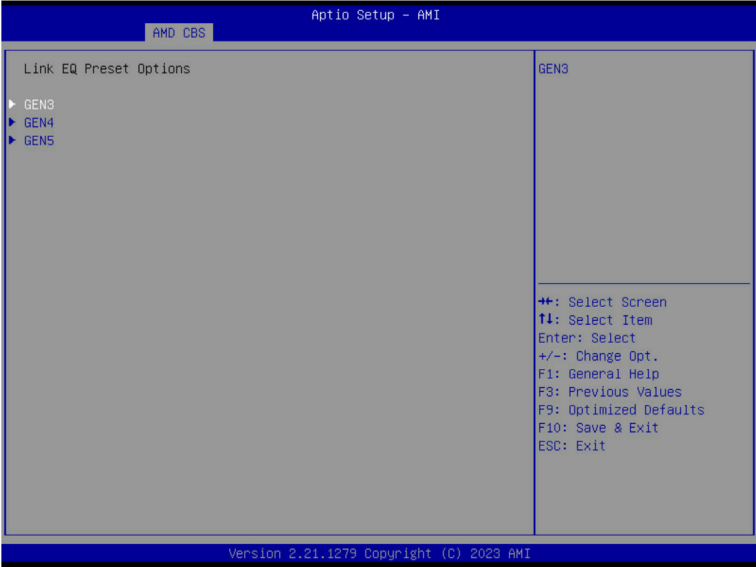 Aptio Setup - AMI
AMD CBS
Link EQ Preset Options
GEN3
GEN4
GEN5
GEN3
→←: Select Screen
↑↓: Select Item
Enter: Select
+/-: Change Opt.
F1: General Help
F3: Previous Values
F9: Optimized Defaults
F10: Save & Exit
ESC: Exit
Version 2.21.1279 Copyright (C) 2023 AMI